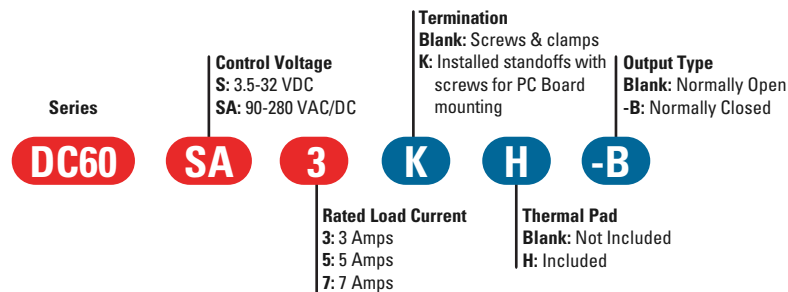 Termination
Blank: Screws & clamps
K: Installed standoffs with
screws for PC Board
mounting
Control Voltage
S: 3.5-32 VDC
SA: 90-280 VAC/DC
Output Type
Blank: Normally Open
-B: Normally Closed
Series
DC60 SA 3 K H -B
Rated Load Current
3: 3 Amps
5: 5 Amps
7: 7 Amps
Thermal Pad
Blank: Not Included
H: Included